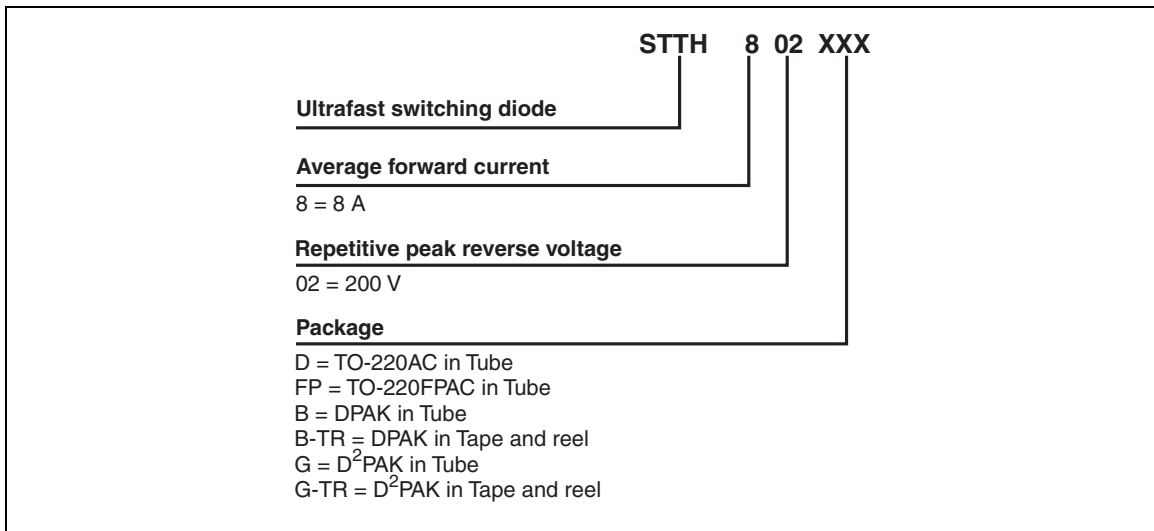 STTH 8 02 XXX
Ultrafast switching diode
Average forward current
8 = 8 A
Repetitive peak reverse voltage
02 = 200 V
Package
D = TO-220AC in Tube
FP = TO-220FPAC in Tube
B = DPAK in Tube
B-TR = DPAK in Tape and reel
G = D²PAK in Tube
G-TR = D²PAK in Tape and reel